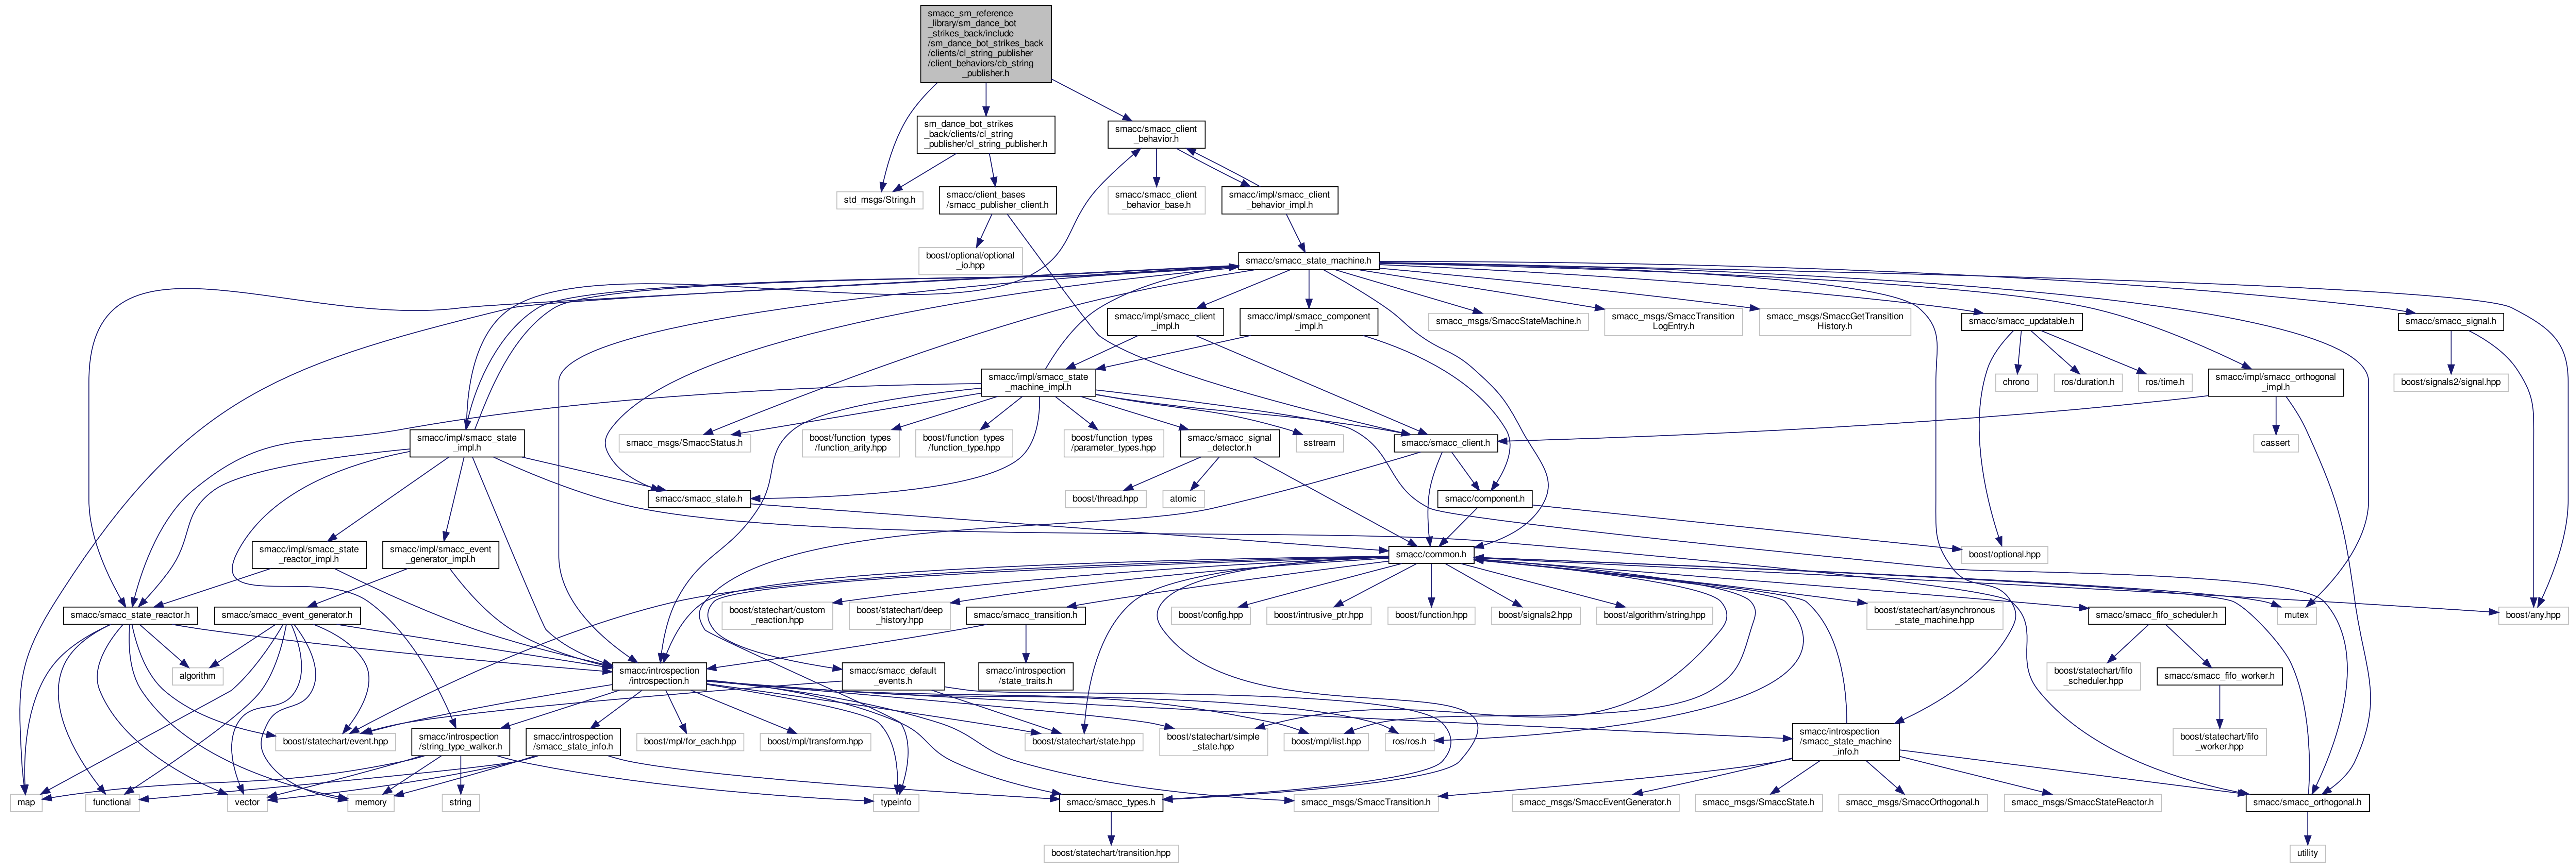 smacc_sm_reference
_library/sm_dance_bot
_strikes_back/include
/sm_dance_bot_strikes_back
/clients/cl_string_publisher
/client_behaviors/cb_string
_publisher.h
sm_dance_bot_strikes
_back/clients/cl_string
_publisher/cl_string_publisher.h
smacc/smacc_client
_behavior.h
std_msgs/String.h
smacc/client_bases
/smacc_publisher_client.h
smacc/smacc_client
_behavior_base.h
smacc/impl/smacc_client
_behavior_impl.h
boost/optional/optional
_io.hpp
smacc/smacc_state_machine.h
smacc/impl/smacc_client
_impl.h
smacc/impl/smacc_component
_impl.h
smacc_msgs/SmaccStateMachine.h
smacc_msgs/SmaccTransition
LogEntry.h
smacc_msgs/SmaccGetTransition
History.h
smacc/smacc_updatable.h
smacc/smacc_signal.h
smacc/impl/smacc_state
_machine_impl.h
chrono
ros/duration.h
ros/time.h
smacc/impl/smacc_orthogonal
_impl.h
boost/signals2/signal.hpp
smacc/impl/smacc_state
_impl.h
smacc_msgs/SmaccStatus.h
boost/function_types
/function_arity.hpp
boost/function_types
/function_type.hpp
boost/function_types
/parameter_types.hpp
smacc/smacc_signal
_detector.h
sstream
smacc/smacc_client.h
cassert
smacc/smacc_state.h
boost/thread.hpp
atomic
smacc/component.h
smacc/impl/smacc_state
_reactor_impl.h
smacc/impl/smacc_event
_generator_impl.h
smacc/common.h
boost/optional.hpp
smacc/smacc_state_reactor.h
smacc/smacc_event_generator.h
boost/statechart/custom
_reaction.hpp
boost/statechart/deep
_history.hpp
smacc/smacc_transition.h
boost/config.hpp
boost/intrusive_ptr.hpp
boost/function.hpp
boost/signals2.hpp
boost/algorithm/string.hpp
boost/statechart/asynchronous
_state_machine.hpp
smacc/smacc_fifo_scheduler.h
mutex
boost/any.hpp
algorithm
smacc/introspection
/introspection.h
smacc/smacc_default
_events.h
smacc/introspection
/state_traits.h
boost/statechart/fifo
_scheduler.hpp
smacc/smacc_fifo_worker.h
boost/statechart/event.hpp
smacc/introspection
/string_type_walker.h
smacc/introspection
/smacc_state_info.h
boost/mpl/for_each.hpp
boost/mpl/transform.hpp
boost/statechart/state.hpp
boost/statechart/simple
_state.hpp
boost/mpl/list.hpp
ros/ros.h
smacc/introspection
/smacc_state_machine
_info.h
boost/statechart/fifo
_worker.hpp
map
functional
vector
memory
string
typeinfo
smacc/smacc_types.h
smacc_msgs/SmaccTransition.h
smacc_msgs/SmaccEventGenerator.h
smacc_msgs/SmaccState.h
smacc_msgs/SmaccOrthogonal.h
smacc_msgs/SmaccStateReactor.h
smacc/smacc_orthogonal.h
boost/statechart/transition.hpp
utility